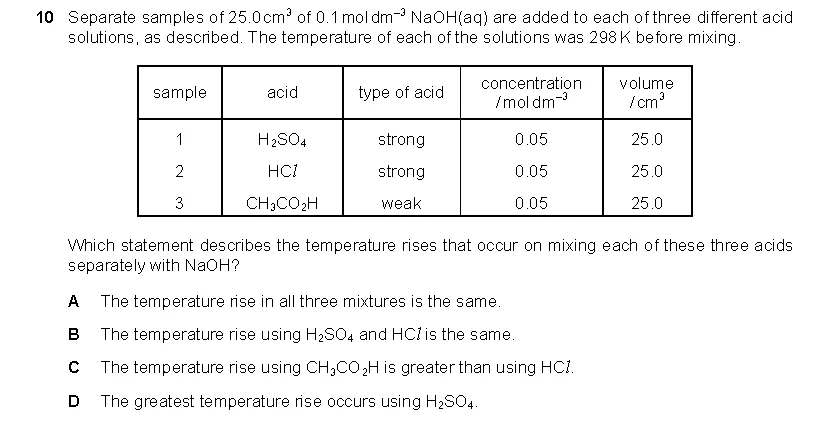 10 Separate samples of 25.0 cm³ of 0.1 mol dm⁻³ NaOH(aq) are added to each of three different acid
solutions, as described. The temperature of each of the solutions was 298 K before mixing.
sample acid type of acid concentration /mol dm⁻³ volume /cm³
1 H₂SO₄ strong 0.05 25.0
2 HCl strong 0.05 25.0
3 CH₃CO₂H weak 0.05 25.0
Which statement describes the temperature rises that occur on mixing each of these three acids
separately with NaOH?
A The temperature rise in all three mixtures is the same.
B The temperature rise using H₂SO₄ and HCl is the same.
C The temperature rise using CH₃CO₂H is greater than using HCl.
D The greatest temperature rise occurs using H₂SO₄.